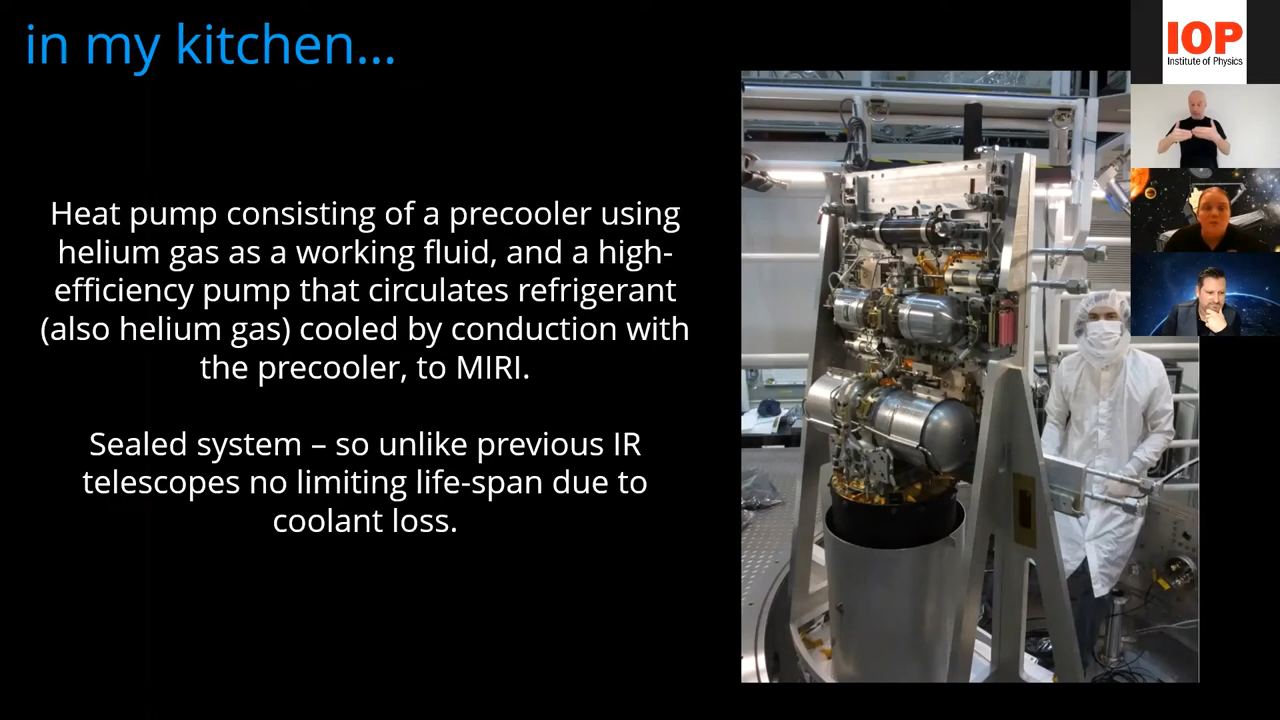 in my kitchen...
Heat pump consisting of a precooler using
helium gas as a working fluid, and a high-
efficiency pump that circulates refrigerant
(also helium gas) cooled by conduction with
the precooler, to MIRI.
Sealed system – so unlike previous IR
telescopes no limiting life-span due to
coolant loss.
IOP
Institute of Physics